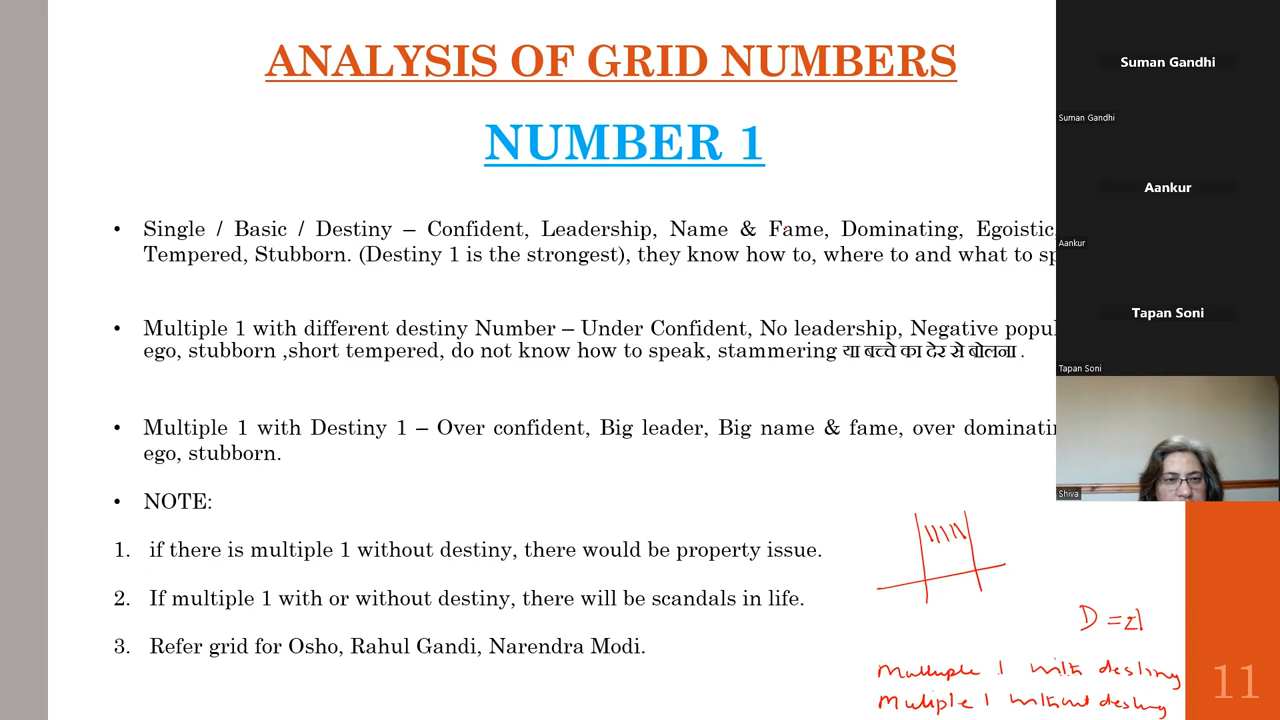 ANALYSIS OF GRID NUMBERS
NUMBER 1
• Single / Basic / Destiny – Confident, Leadership, Name & Fame, Dominating, Egoistic,
Tempered, Stubborn. (Destiny 1 is the strongest), they know how to, where to and what to sp
• Multiple 1 with different destiny Number – Under Confident, No leadership, Negative popul
ego, stubborn ,short tempered, do not know how to speak, stammering या बच्चे का देर से बोलना .
• Multiple 1 with Destiny 1 – Over confident, Big leader, Big name & fame, over dominatin
ego, stubborn.
• NOTE:
1. if there is multiple 1 without destiny, there would be property issue.
2. If multiple 1 with or without destiny, there will be scandals in life.
3. Refer grid for Osho, Rahul Gandi, Narendra Modi.
11111
D =
Multiple 1 with destiny
Multiple 1 without destiny
11
Suman Gandhi
Suman Gandhi
Aankur
Aankur
Tapan Soni
Tapan Soni
Shiva